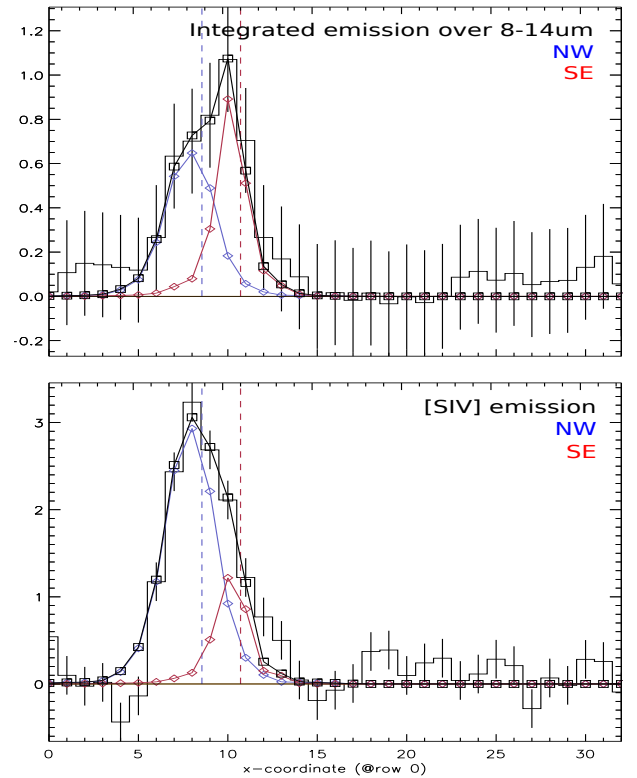 Integrated emission over 8-14um
NW
SE
1.2
1.0
0.8
0.6
0.4
0.2
0.0
-0.2
[SIV] emission
NW
SE
3
2
1
0
0 5 10 15 20 25 30
x-coordinate (@row 0)